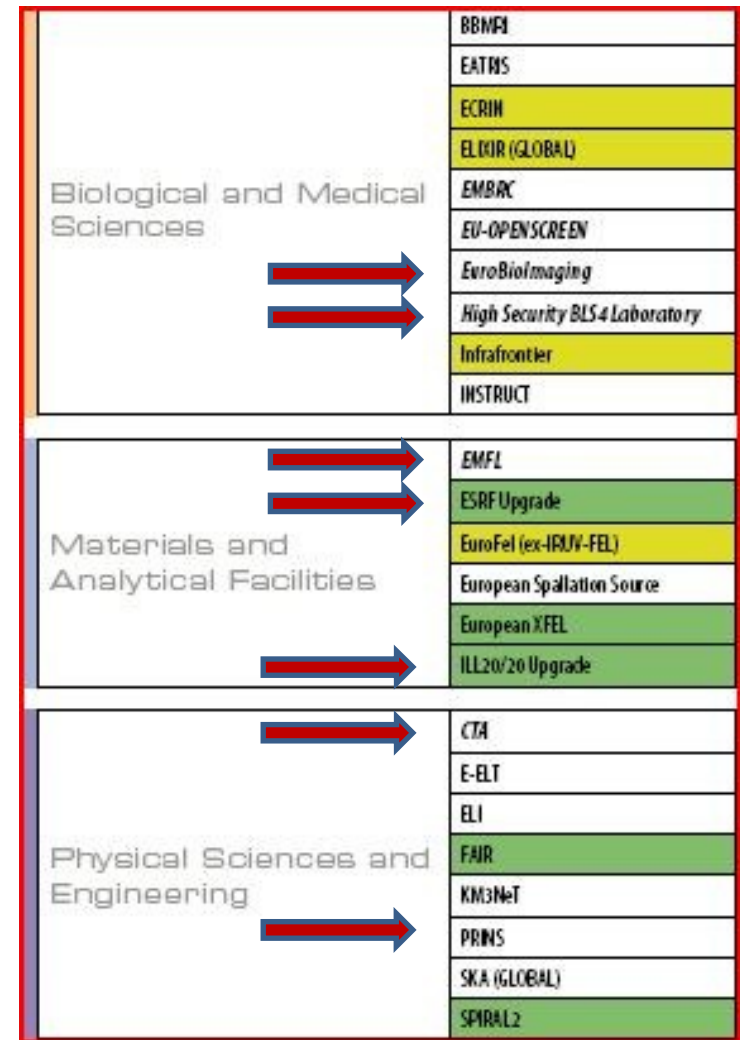 BBMRI
EATRIS
ECRIN
ELIXIR (GLOBAL)
Biological and Medical
Sciences
EMBRC
EU-OPENSCREEN
EuroBioImaging
High Security BLS4 Laboratory
Infrafrontier
INSTRUCT
EMFL
ESRF Upgrade
Materials and
Analytical Facilities
EuroFel (ex-IRUV-FEL)
European Spallation Source
European XFEL
ILL20/20 Upgrade
CTA
E-ELT
ELI
Physical Sciences and
Engineering
FAIR
KM3NeT
PRINS
SKA (GLOBAL)
SPIRAL2